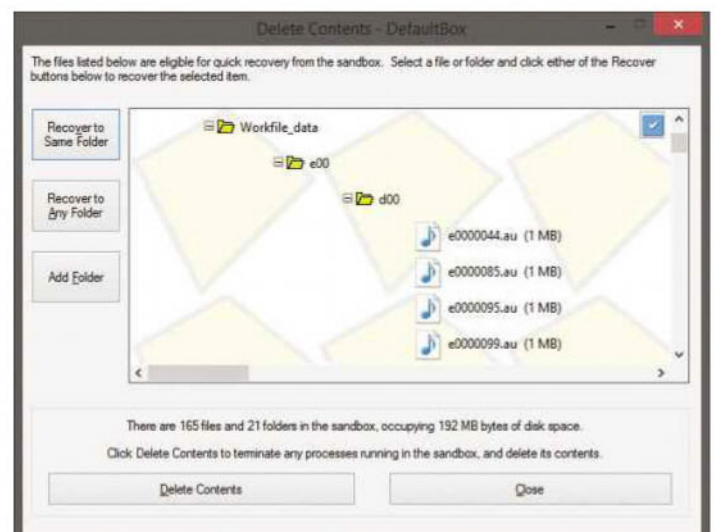 Delete Contents - DefaultBox
The files listed below are eligible for quick recovery from the sandbox. Select a file or folder and click either of the Recover
buttons below to recover the selected item.
Recover to
Same Folder
Workfile_data
e00
Recover to
Any Folder
d00
e0000044.au (1 MB)
Add Folder
e0000085.au (1 MB)
e0000095.au (1 MB)
e0000099.au (1 MB)
There are 165 files and 21 folders in the sandbox, occupying 192 MB bytes of disk space.
Click Delete Contents to terminate any processes running in the sandbox, and delete its contents.
Delete Contents
Close